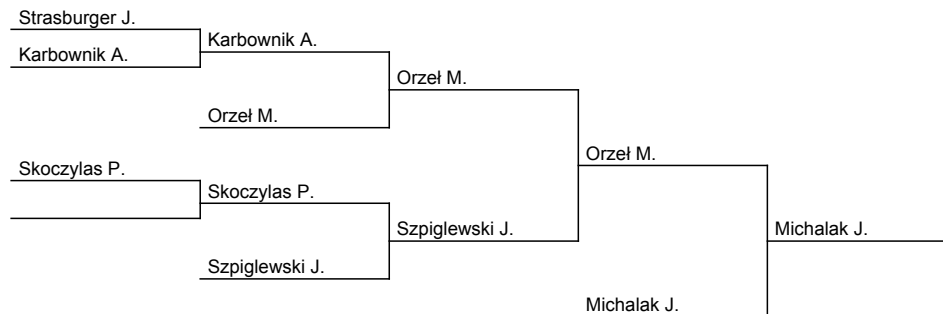 Strasburger J.
Karbownik A.
Karbownik A.
Orzeł M.
Orzeł M.
Orzeł M.
Skoczylas P.
Skoczylas P.
Szpiglewski J.
Michalak J.
Szpiglewski J.
Michalak J.